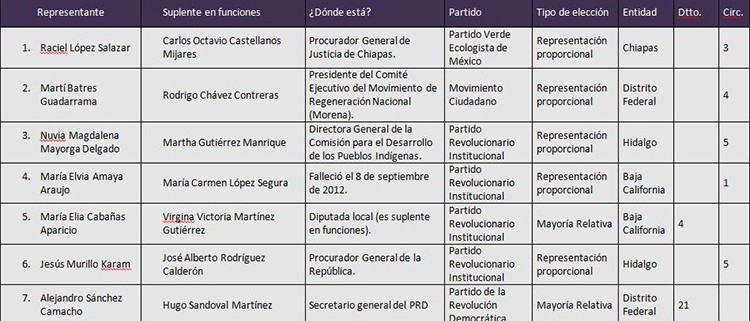 Representante Suplente en funciones ¿Dónde está? Partido Tipo de elección Entidad Dtto. Circ.
1. Raciel López Salazar
Carlos Octavio Castellanos
Mijares
Procurador General de
Justicia de Chiapas.
Partido Verde
Ecologista de
México
Representación
proporcional
Chiapas
3
2. Martí Batres
Guadarrama
Rodrigo Chávez Contreras
Presidente del Comité
Ejecutivo del Movimiento de
Regeneración Nacional
(Morena).
Movimiento
Ciudadano
Representación
proporcional
Distrito
Federal
4
3. Nuvia Magdalena
Mayorga Delgado
Martha Gutiérrez Manrique
Directora General de la
Comisión para el Desarrollo
de los Pueblos Indígenas.
Partido
Revolucionario
Institucional
Representación
proporcional
Hidalgo
5
4. María Elvia Amaya
Araujo
María Carmen López Segura
Falleció el 8 de septiembre
de 2012.
Partido
Revolucionario
Institucional
Representación
proporcional
Baja
California
1
5. María Elia Cabañas
Aparicio
Virgina Victoria Martínez
Gutiérrez
Diputada local (es suplente
en funciones).
Partido
Revolucionario
Institucional
Mayoría Relativa
Baja
California
4
6. Jesús Murillo Karam
José Alberto Rodríguez
Calderón
Procurador General de la
República.
Partido
Revolucionario
Institucional
Representación
proporcional
Hidalgo
5
7. Alejandro Sánchez
Camacho
Hugo Sandoval Martínez
Secretario general del PRD
Partido de la
Revolución
Democrática
Mayoría Relativa
Distrito
Federal
21